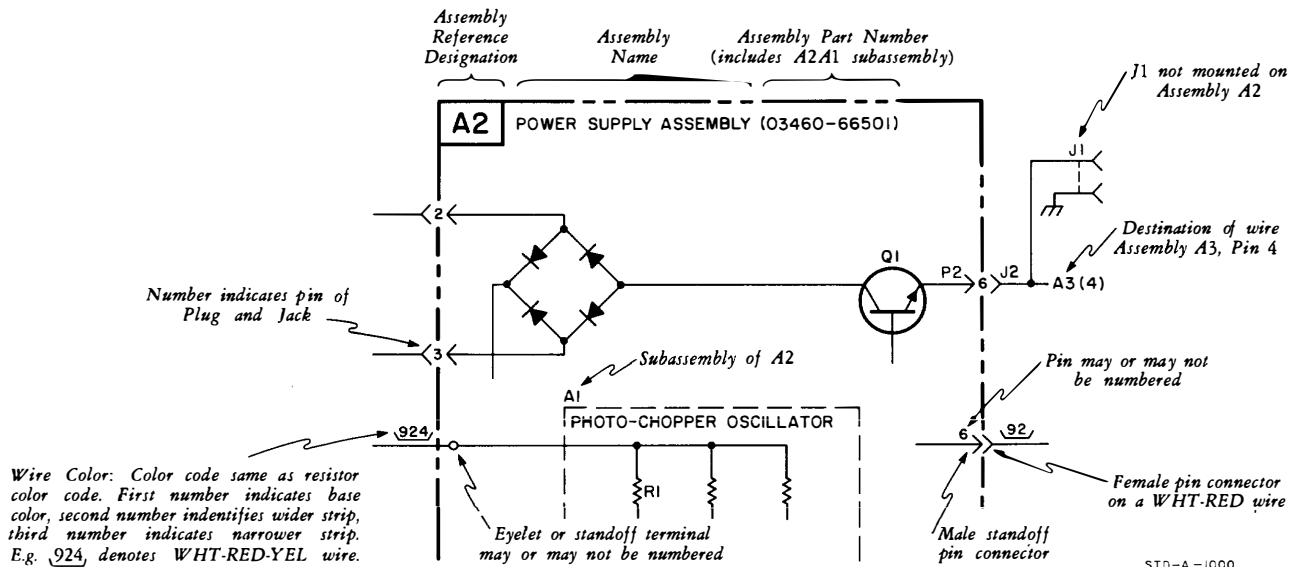 Assembly
Reference
Designation
Assembly
Name
Assembly Part Number
(includes A2A1 subassembly)
J1 not mounted on
Assembly A2
A2
POWER SUPPLY ASSEMBLY (03460-66501)
J1
2
Destination of wire
Assembly A3, Pin 4
Q1
P2
6
J2
A3(4)
Number indicates pin of
Plug and Jack
3
Subassembly of A2
Pin may or may not
be numbered
A1
PHOTO-CHOPPER OSCILLATOR
924
6
92
R1
Wire Color: Color code same as resistor
color code. First number indicates base
color, second number indentifies wider strip,
third number indicates narrower strip.
E.g. 924 denotes WHT-RED-YEL wire.
Eyelet or standoff terminal
may or may not be numbered
Male standoff
pin connector
Female pin connector
on a WHT-RED wire
STD-A-1000